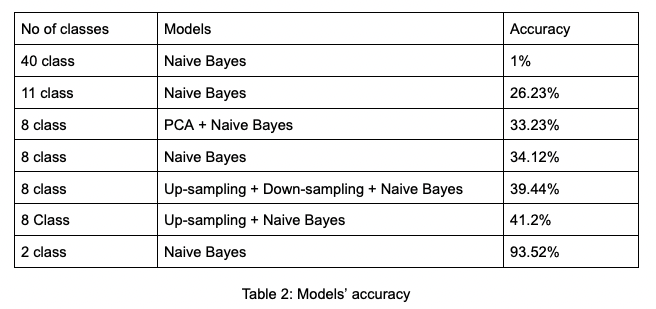 No of classes Models Accuracy
40 class Naive Bayes 1%
11 class Naive Bayes 26.23%
8 class PCA + Naive Bayes 33.23%
8 class Naive Bayes 34.12%
8 class Up-sampling + Down-sampling + Naive Bayes 39.44%
8 Class Up-sampling + Naive Bayes 41.2%
2 class Naive Bayes 93.52%
Table 2: Models’ accuracy